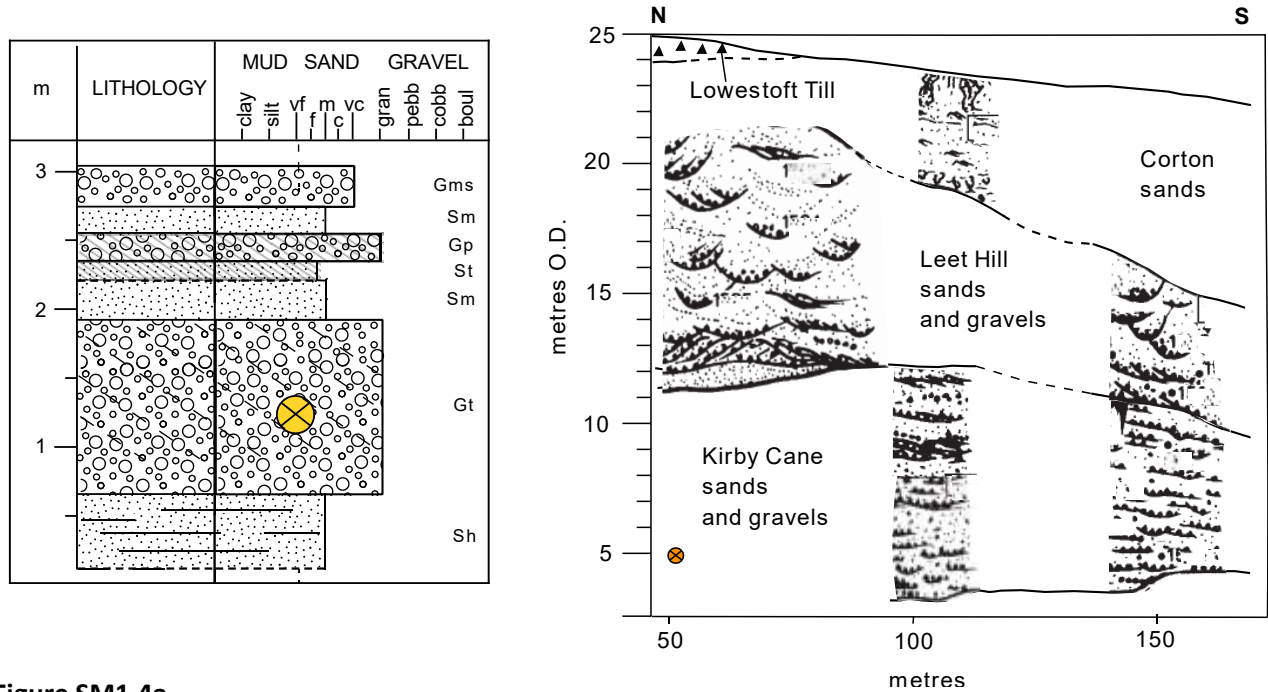 m
LITHOLOGY
MUD SAND GRAVEL
clay
silt
vf
f
m
c
vc
gran
pebb
cobb
boul
3
2
1
Gms
Sm
Gp
St
Sm
Gt
Sh
N
S
25
20
15
10
5
metres O.D.
Lowestoft Till
Corton
sands
Leet Hill
sands
and gravels
Kirby Cane
sands
and gravels
50
100
150
metres
Figure SM1.4a